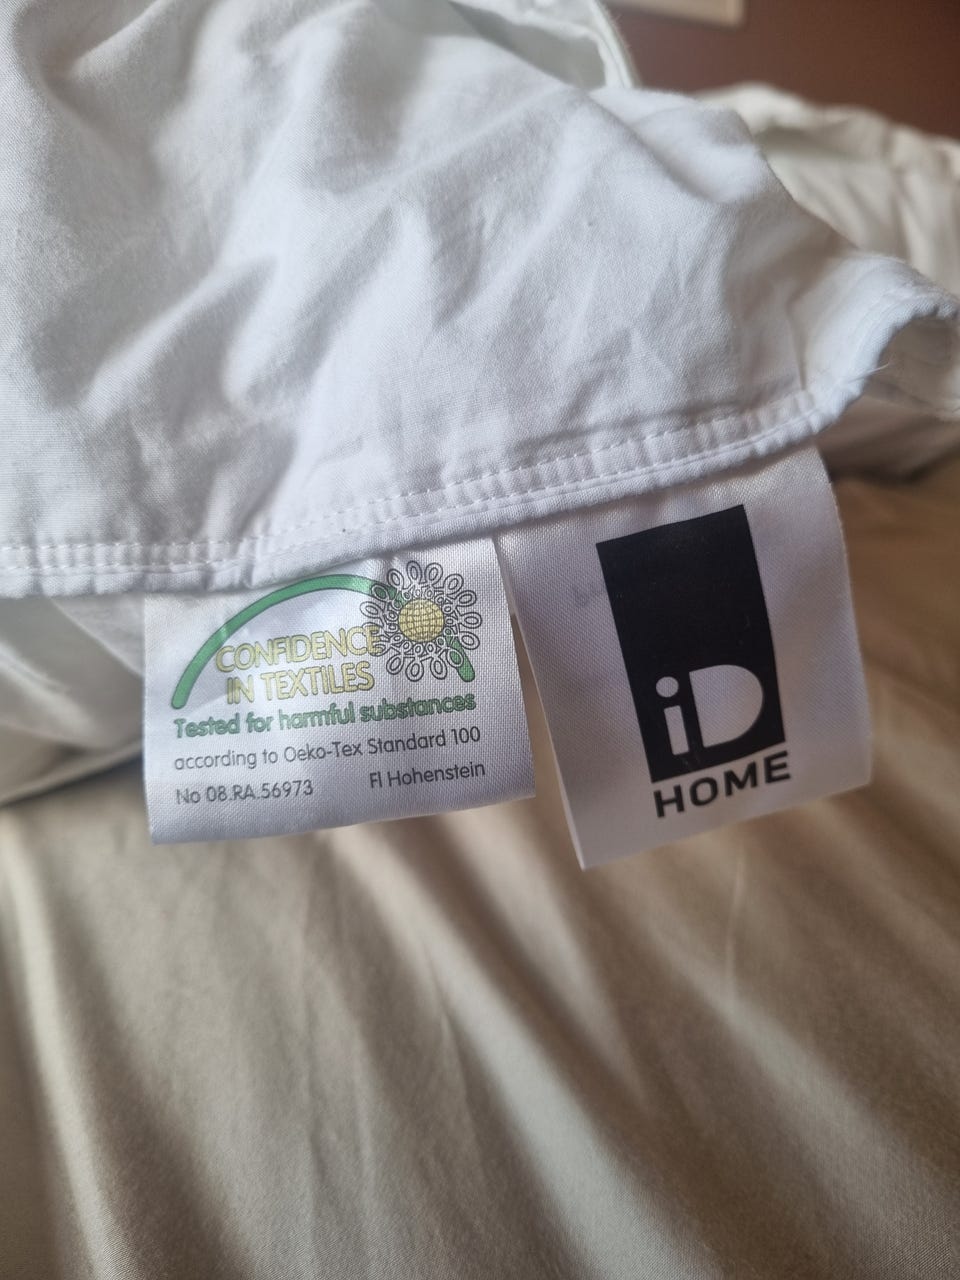 CONFIDENCE
IN TEXTILES
Tested for harmful substances
according to Oeko-Tex Standard 100
No 08.RA.56973 FI Hohenstein
iD
HOME